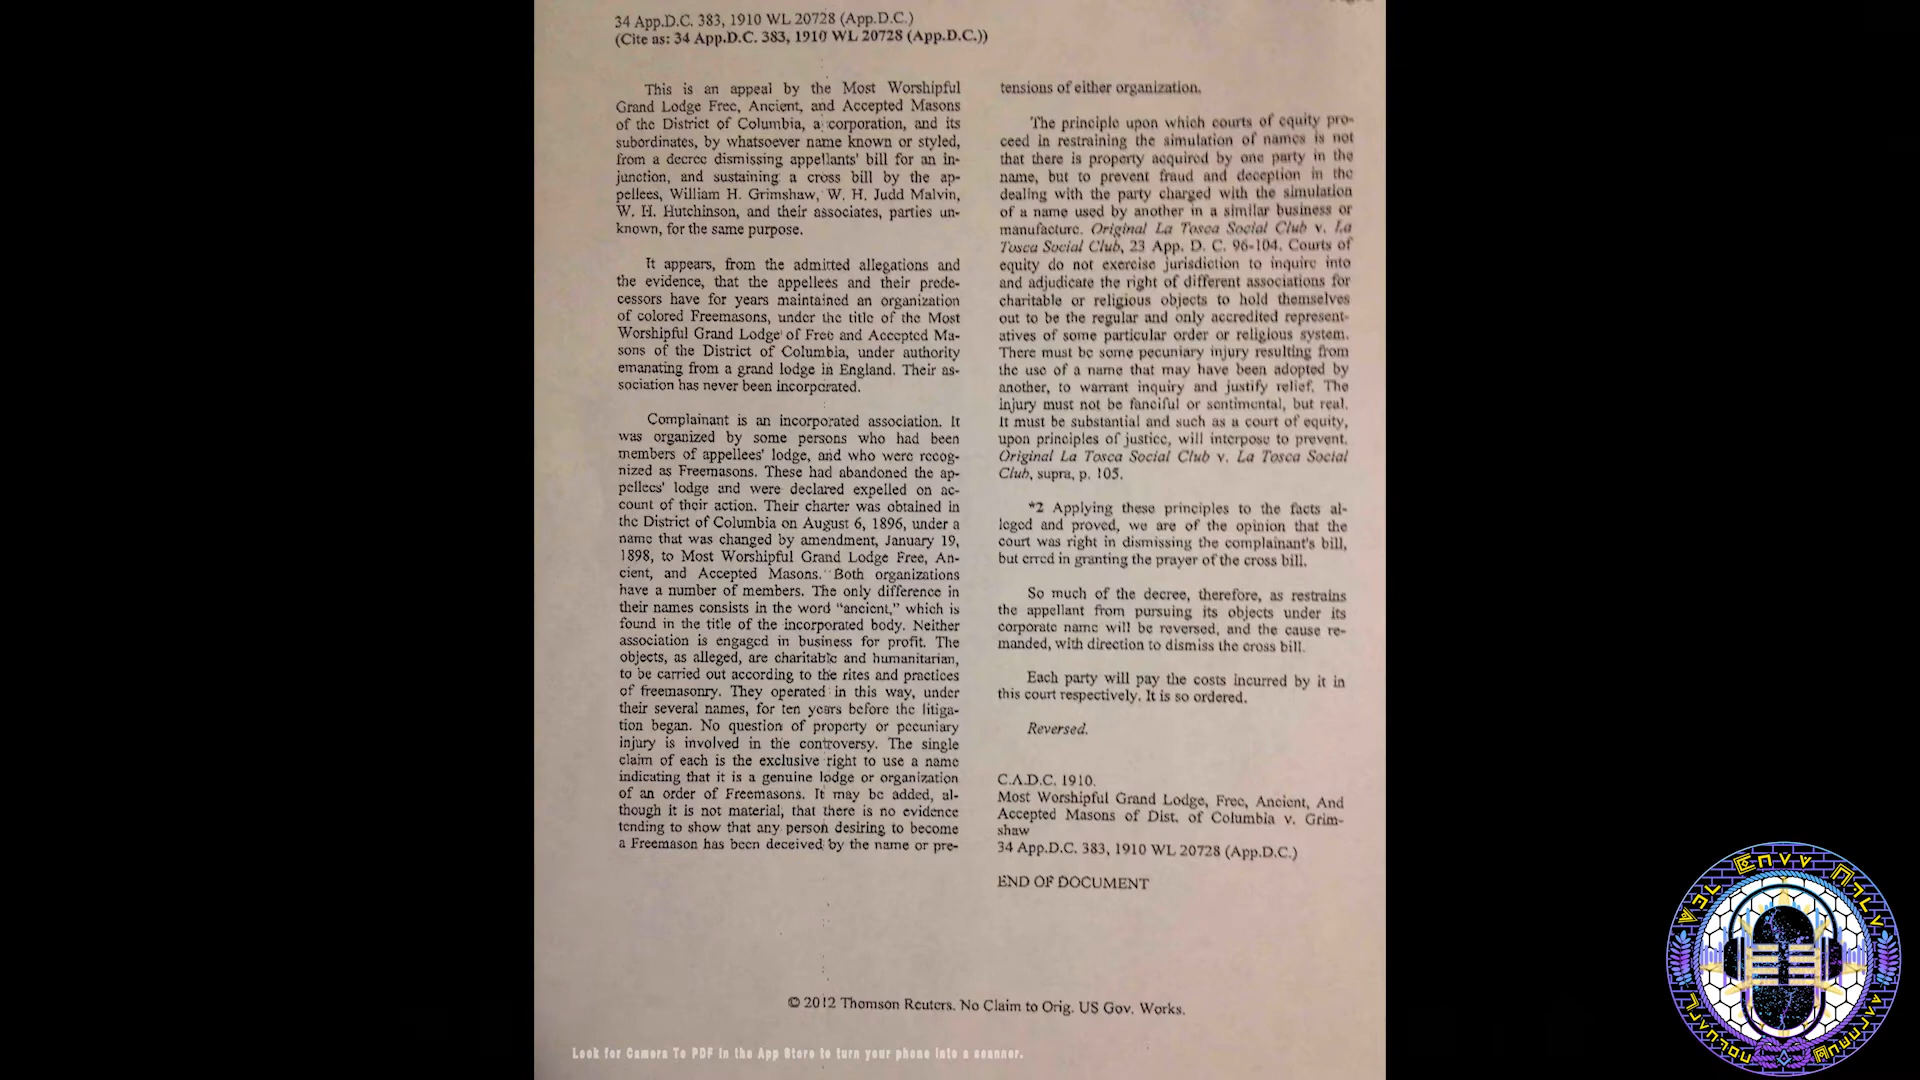 34 App.D.C. 383, 1910 WL 20728 (App.D.C.)
(Cite as: 34 App.D.C. 383, 1910 WL 20728 (App.D.C.))
This is an appeal by the Most Worshipful
Grand Lodge Free, Ancient, and Accepted Masons
of the District of Columbia, a corporation, and its
subordinates, by whatsoever name known or styled,
from a decree dismissing appellants' bill for an in-
junction, and sustaining a cross bill by the ap-
pellees, William H. Grimshaw, W. H. Judd Malvin,
W. H. Hutchinson, and their associates, parties un-
known, for the same purpose.
It appears, from the admitted allegations and
the evidence, that the appellees and their prede-
cessors have for years maintained an organization
of colored Freemasons, under the title of the Most
Worshipful Grand Lodge of Free and Accepted Ma-
sons of the District of Columbia, under authority
emanating from a grand lodge in England. Their as-
sociation has never been incorporated.
Complainant is an incorporated association. It
was organized by some persons who had been
members of appellees' lodge, and who were recog-
nized as Freemasons. These had abandoned the ap-
pellees' lodge and were declared expelled on ac-
count of their action. Their charter was obtained in
the District of Columbia on August 6, 1896, under a
name that was changed by amendment, January 19,
1898, to Most Worshipful Grand Lodge Free, An-
cient, and Accepted Masons. Both organizations
have a number of members. The only difference in
their names consists in the word “ancient,” which is
found in the title of the incorporated body. Neither
association is engaged in business for profit. The
objects, as alleged, are charitable and humanitarian,
to be carried out according to the rites and practices
of freemasonry. They operated in this way, under
their several names, for ten years before the litiga-
tion began. No question of property or pecuniary
injury is involved in the controversy. The single
claim of each is the exclusive right to use a name
indicating that it is a genuine lodge or organization
of an order of Freemasons. It may be added, al-
though it is not material, that there is no evidence
tending to show that any person desiring to become
a Freemason has been deceived by the name or pre-
tensions of either organization.
The principle upon which courts of equity pro-
ceed in restraining the simulation of names is not
that there is property acquired by one party in the
name, but to prevent fraud and deception in the
dealing with the party charged with the simulation
of a name used by another in a similar business or
manufacture. Original La Tosca Social Club v. La
Tosca Social Club, 23 App. D. C. 96-104. Courts of
equity do not exercise jurisdiction to inquire into
and adjudicate the right of different associations for
charitable or religious objects to hold themselves
out to be the regular and only accredited represent-
atives of some particular order or religious system.
There must be some pecuniary injury resulting from
the use of a name that may have been adopted by
another, to warrant inquiry and justify relief. The
injury must not be fanciful or sentimental, but real.
It must be substantial and such as a court of equity,
upon principles of justice, will interpose to prevent.
Original La Tosca Social Club v. La Tosca Social
Club, supra, p. 105.
*2 Applying these principles to the facts al-
leged and proved, we are of the opinion that the
court was right in dismissing the complainant's bill,
but erred in granting the prayer of the cross bill.
So much of the decree, therefore, as restrains
the appellant from pursuing its objects under its
corporate name will be reversed, and the cause re-
manded, with direction to dismiss the cross bill.
Each party will pay the costs incurred by it in
this court respectively. It is so ordered.
Reversed.
C.A.D.C. 1910.
Most Worshipful Grand Lodge, Free, Ancient, And
Accepted Masons of Dist. of Columbia v. Grim-
shaw
34 App.D.C. 383, 1910 WL 20728 (App.D.C.)
END OF DOCUMENT
© 2012 Thomson Reuters. No Claim to Orig. US Gov. Works.
Look for Camera To PDF in the App Store to turn your phone into a scanner.